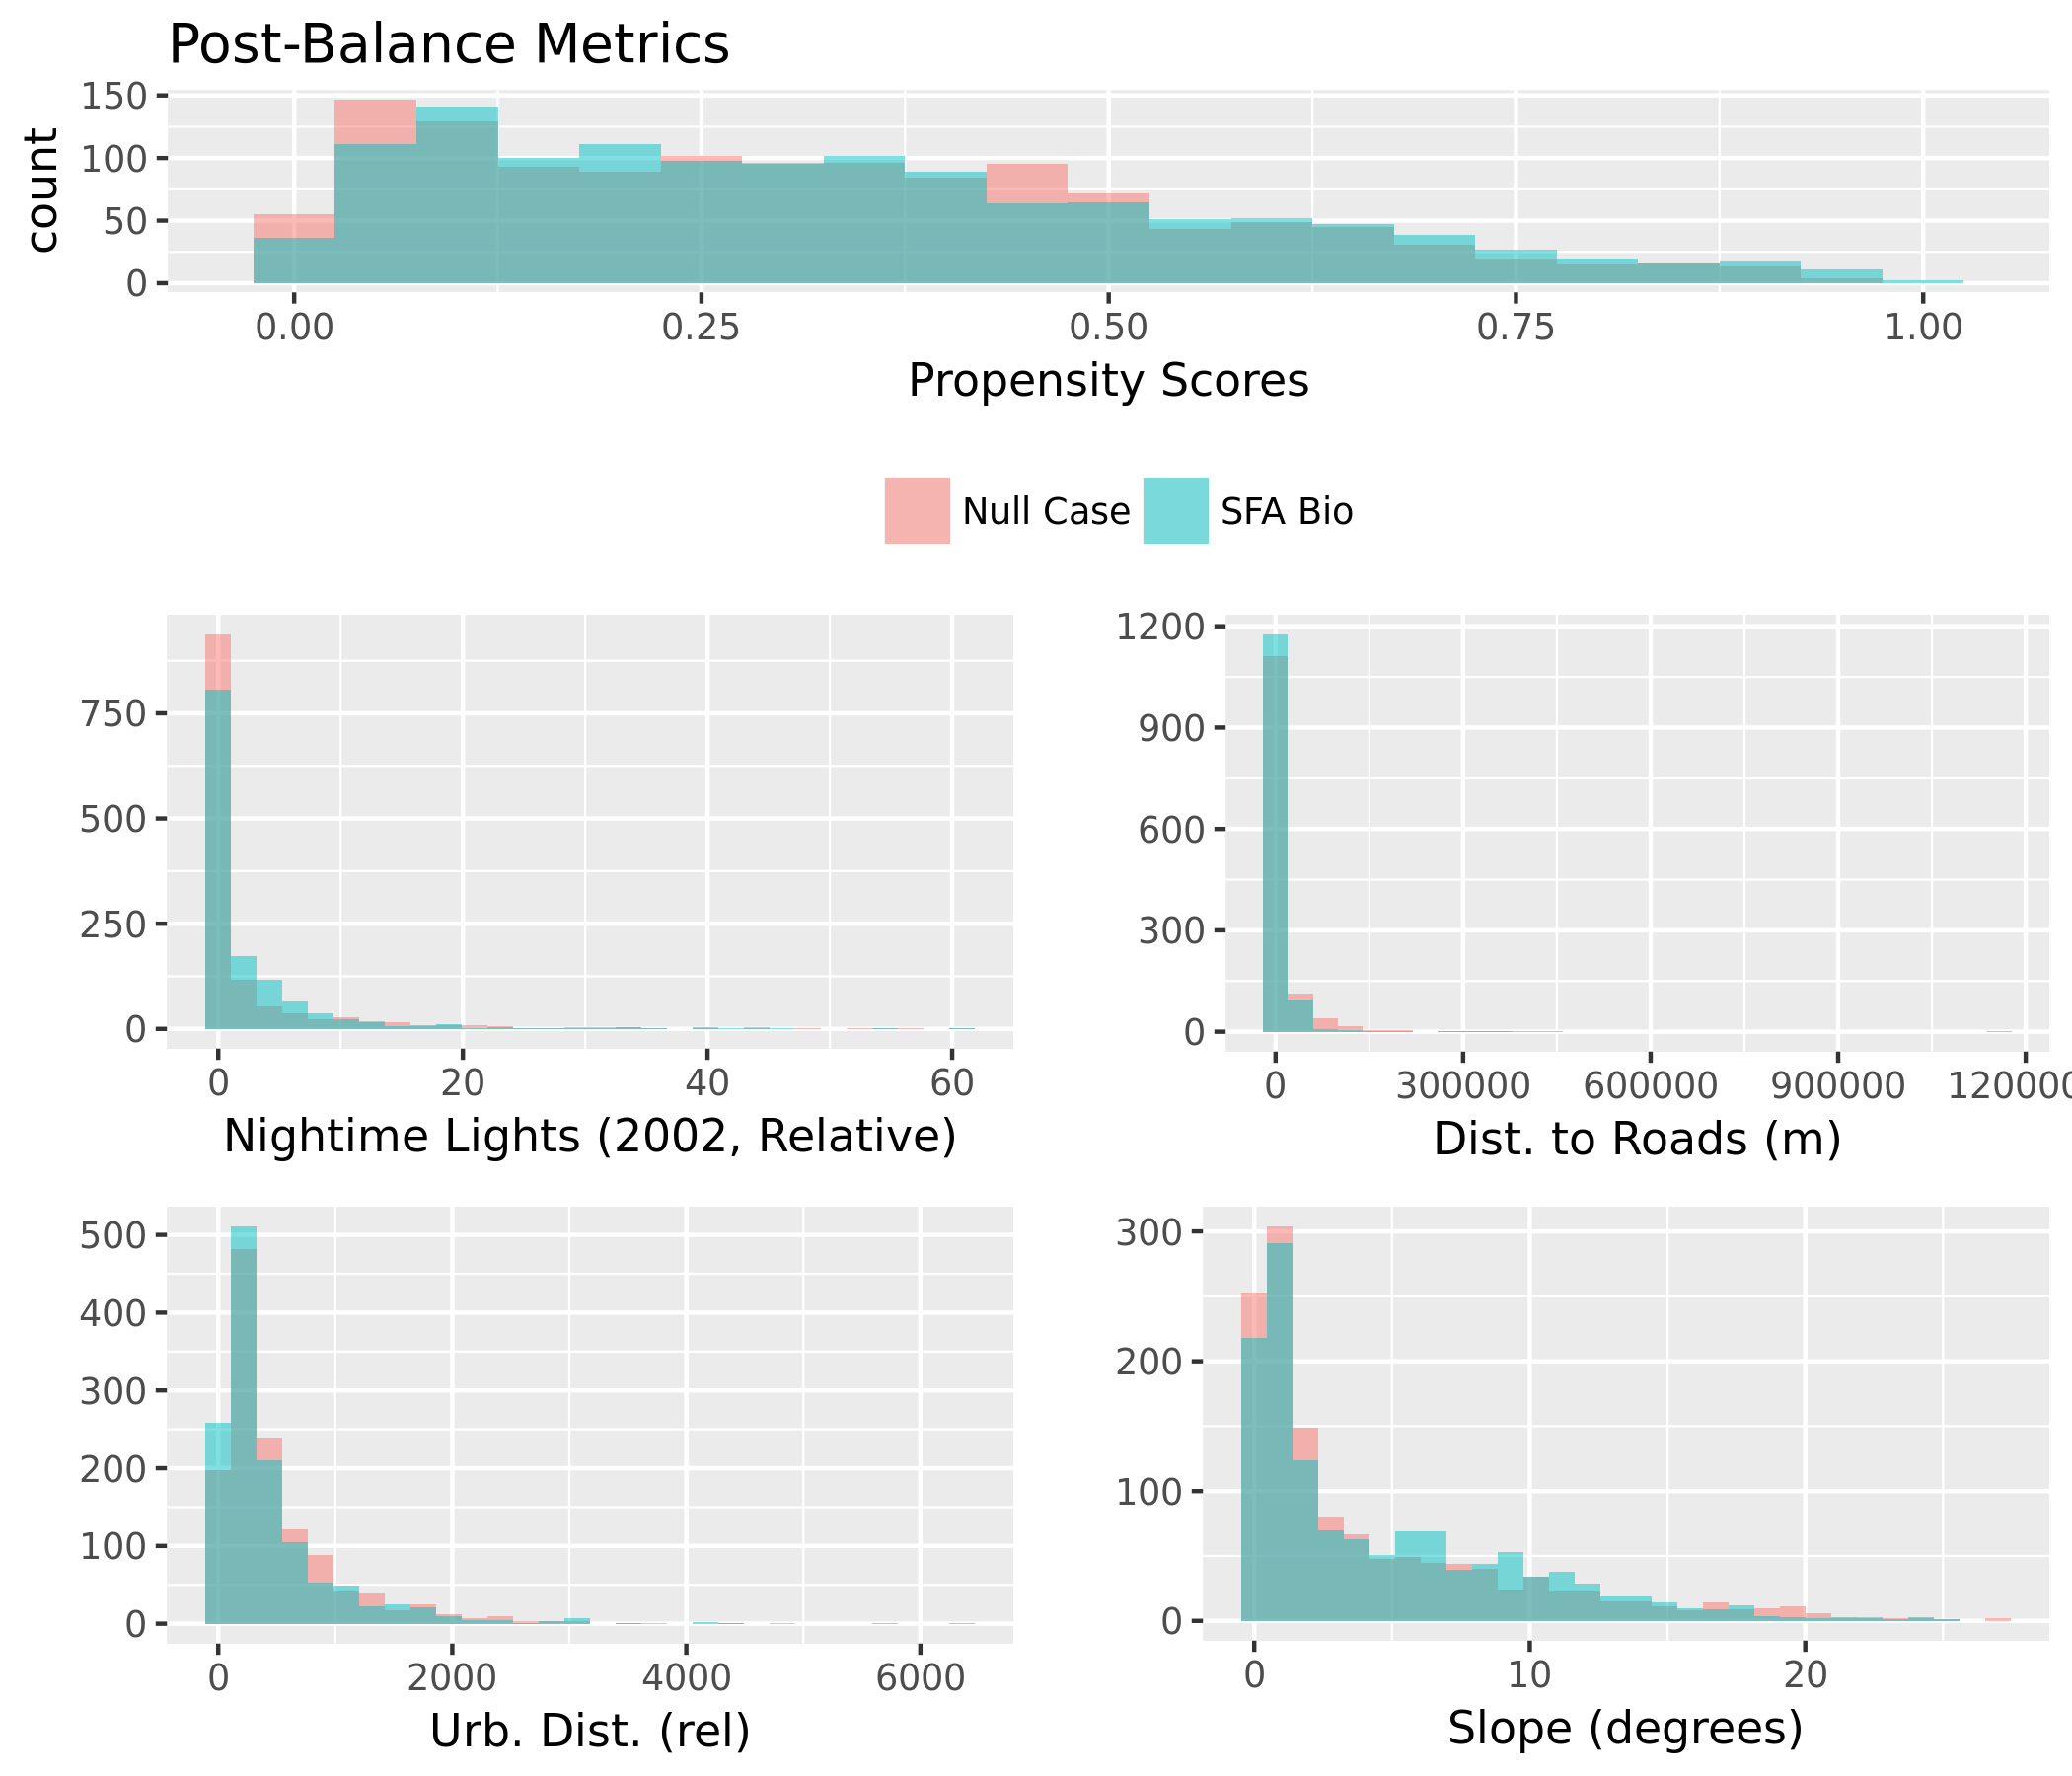 Post-Balance Metrics
150
100
50
0
count
0.00 0.25 0.50 0.75 1.00
Propensity Scores
Null Case SFA Bio
750
500
250
0
0 20 40 60
Nightime Lights (2002, Relative)
1200
900
600
300
0
0 300000 600000 900000 120000
Dist. to Roads (m)
500
400
300
200
100
0
0 2000 4000 6000
Urb. Dist. (rel)
300
200
100
0
0 10 20
Slope (degrees)